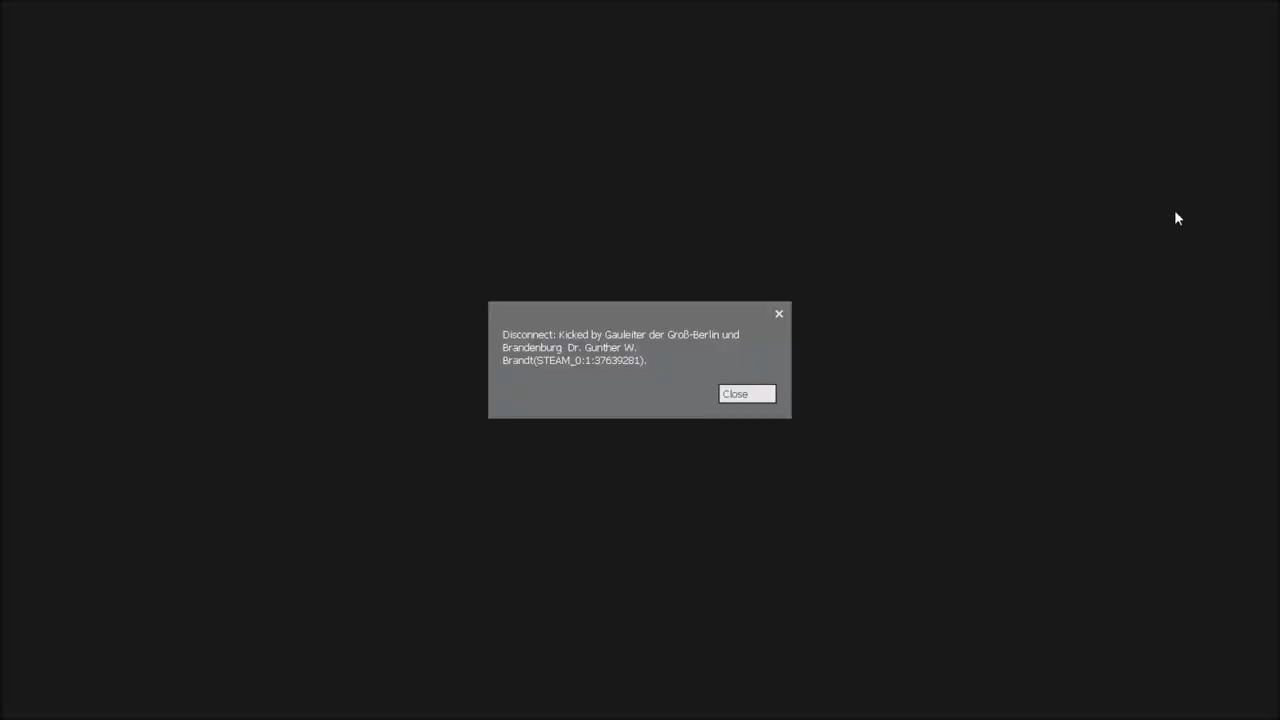 Disconnect: Kicked by Gauleiter der Groß-Berlin und
Brandenburg Dr. Gunther W.
Brandt(STEAM_0:1:37639281).
Close